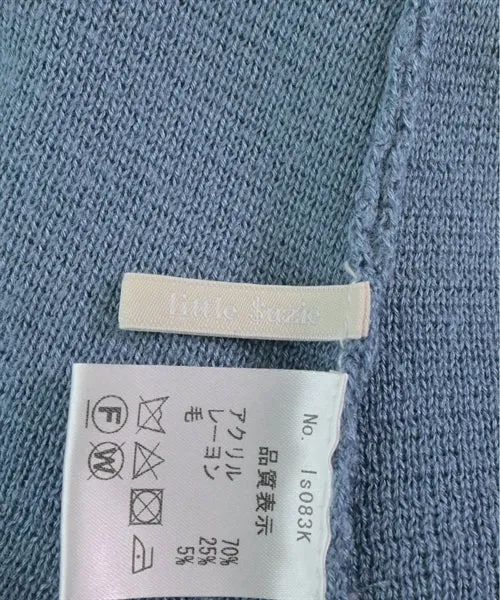 little $uzie
No. ls083K
品質表示
アクリル 70%
レーヨン 25%
毛 5%
F
W